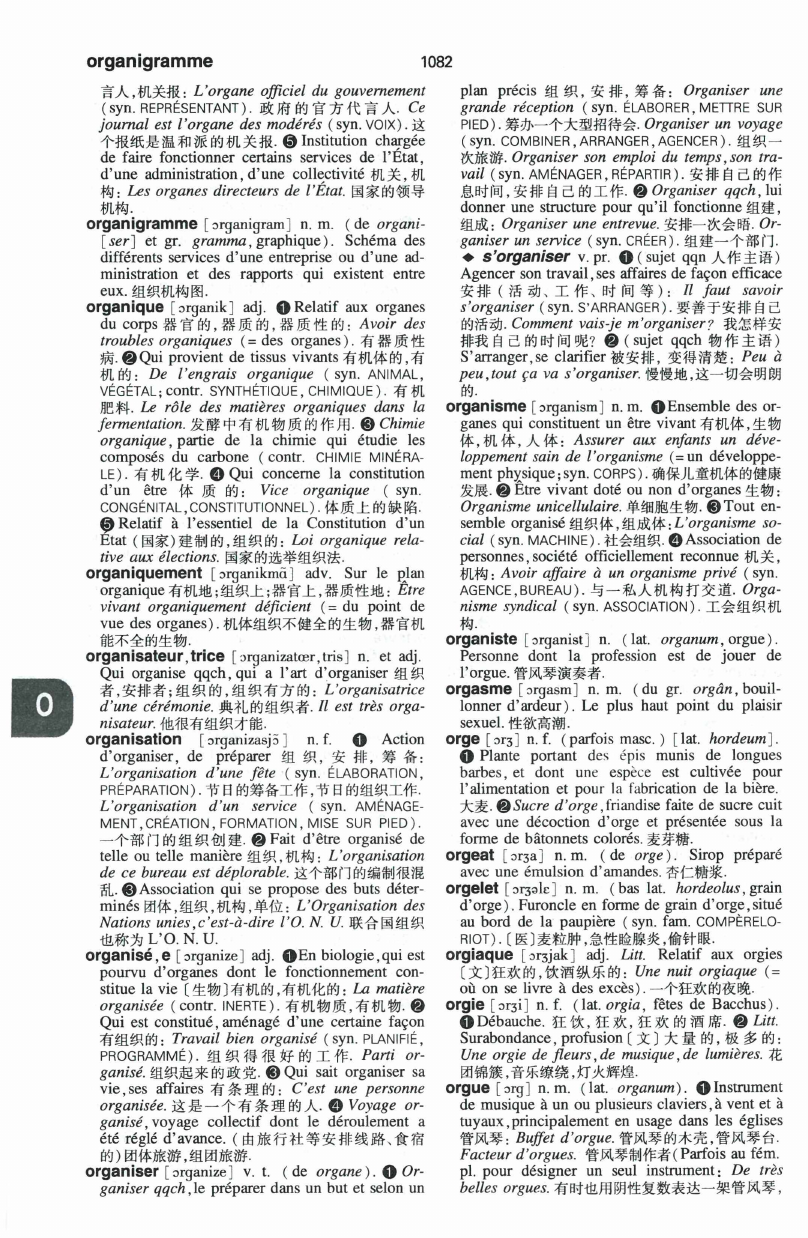 organigramme
1082
言人,机关报: L'organe officiel du gouvernement
(syn. REPRÉSENTANT). 政府的官方代言人. Ce
journal est l'organe des modérés (syn. VOIX). 这
个报纸是温和派的机关报. ❺ Institution chargée
de faire fonctionner certains services de l'État,
d'une administration, d'une collectivité 机关,机
构: Les organes directeurs de l'État. 国家的领导
机构.
organigramme [ɔrganigram] n. m. (de organi-
[ser] et gr. gramma, graphique). Schéma des
différents services d'une entreprise ou d'une ad-
ministration et des rapports qui existent entre
eux. 组织机构图.
organique [ɔrganik] adj. ❶ Relatif aux organes
du corps 器官的,器质的,器质性的: Avoir des
troubles organiques (= des organes). 有器质性
病. ❷ Qui provient de tissus vivants 有机体的,有
机的: De l'engrais organique ( syn. ANIMAL,
VÉGÉTAL; contr. SYNTHÉTIQUE, CHIMIQUE). 有机
肥料. Le rôle des matières organiques dans la
fermentation. 发酵中有机物质的作用. ❸ Chimie
organique, partie de la chimie qui étudie les
composés du carbone ( contr. CHIMIE MINÉRA-
LE). 有机化学. ❹ Qui concerne la constitution
d'un être 体质的: Vice organique ( syn.
CONGÉNITAL, CONSTITUTIONNEL). 体质上的缺陷.
❺ Relatif à l'essentiel de la Constitution d'un
État (国家)建制的,组织的: Loi organique rela-
tive aux élections. 国家的选举组织法.
organiquement [ɔrganikmɑ̃] adv. Sur le plan
organique 有机地;组织上;器官上,器质性地: Être
vivant organiquement déficient (= du point de
vue des organes). 机体组织不健全的生物,器官机
能不全的生物.
organisateur, trice [ɔrganizatœr, tris] n. et adj.
Qui organise qqch, qui a l'art d'organiser 组织
者,安排者;组织的,组织有方的: L'organisatrice
d'une cérémonie. 典礼的组织者. Il est très orga-
nisateur. 他很有组织才能.
O
organisation [ɔrganizasjɔ̃] n. f. ❶ Action
d'organiser, de préparer 组织,安排,筹备:
L'organisation d'une fête ( syn. ÉLABORATION,
PRÉPARATION). 节日的筹备工作,节日的组织工作.
L'organisation d'un service ( syn. AMÉNAGE-
MENT, CRÉATION, FORMATION, MISE SUR PIED).
一个部门的组织创建. ❷ Fait d'être organisé de
telle ou telle manière 组织,机构: L'organisation
de ce bureau est déplorable. 这个部门的编制很混
乱. ❸ Association qui se propose des buts déter-
minés 团体,组织,机构,单位: L'Organisation des
Nations unies, c'est-à-dire l'O. N. U. 联合国组织
也称为 L'O. N. U.
organisé, e [ɔrganize] adj. ❶ En biologie, qui est
pourvu d'organes dont le fonctionnement con-
stitue la vie [生物]有机的,有机化的: La matière
organisée (contr. INERTE). 有机物质,有机物. ❷
Qui est constitué, aménagé d'une certaine façon
有组织的: Travail bien organisé (syn. PLANIFIÉ,
PROGRAMMÉ). 组织得很好的工作. Parti or-
ganisé. 组织起来的政党. ❸ Qui sait organiser sa
vie, ses affaires 有条理的: C'est une personne
organisée. 这是一个有条理的人. ❹ Voyage or-
ganisé, voyage collectif dont le déroulement a
été réglé d'avance. (由旅行社等安排线路、食宿
的)团体旅游,组团旅游.
organiser [ɔrganize] v. t. (de organe). ❶ Or-
ganiser qqch, le préparer dans un but et selon un
plan précis 组织,安排,筹备: Organiser une
grande réception ( syn. ÉLABORER, METTRE SUR
PIED). 筹办一个大型招待会. Organiser un voyage
( syn. COMBINER, ARRANGER, AGENCER). 组织一
次旅游. Organiser son emploi du temps, son tra-
vail (syn. AMÉNAGER, RÉPARTIR). 安排自己的作
息时间,安排自己的工作. ❷ Organiser qqch, lui
donner une structure pour qu'il fonctionne 组建,
组成: Organiser une entrevue. 安排一次会晤. Or-
ganiser un service (syn. CRÉER). 组建一个部门.
◆ s'organiser v. pr. ❶ (sujet qqn 人作主语)
Agencer son travail, ses affaires de façon efficace
安排(活动、工作、时间等): Il faut savoir
s'organiser (syn. S'ARRANGER). 要善于安排自己
的活动. Comment vais-je m'organiser? 我怎样安
排我自己的时间呢? ❷ (sujet qqch 物作主语)
S'arranger, se clarifier 被安排, 变得清楚: Peu à
peu, tout ça va s'organiser. 慢慢地,这一切会明朗
的.
organisme [ɔrganism] n. m. ❶ Ensemble des or-
ganes qui constituent un être vivant 有机体,生物
体,机体,人体: Assurer aux enfants un déve-
loppement sain de l'organisme (= un développe-
ment physique; syn. CORPS). 确保儿童机体的健康
发展. ❷ Être vivant doté ou non d'organes 生物:
Organisme unicellulaire. 单细胞生物. ❸ Tout en-
semble organisé 组织体,组成体: L'organisme so-
cial (syn. MACHINE). 社会组织. ❹ Association de
personnes, société officiellement reconnue 机关,
机构: Avoir affaire à un organisme privé (syn.
AGENCE, BUREAU). 与一私人机构打交道. Orga-
nisme syndical (syn. ASSOCIATION). 工会组织机
构.
organiste [ɔrganist] n. (lat. organum, orgue).
Personne dont la profession est de jouer de
l'orgue. 管风琴演奏者.
orgasme [ɔrgasm] n. m. (du gr. orgân, bouil-
lonner d'ardeur). Le plus haut point du plaisir
sexuel. 性欲高潮.
orge [ɔrʒ] n. f. (parfois masc.) [lat. hordeum].
❶ Plante portant des épis munis de longues
barbes, et dont une espèce est cultivée pour
l'alimentation et pour la fabrication de la bière.
大麦. ❷ Sucre d'orge, friandise faite de sucre cuit
avec une décoction d'orge et présentée sous la
forme de bâtonnets colorés. 麦芽糖.
orgeat [ɔrʒa] n. m. (de orge). Sirop préparé
avec une émulsion d'amandes. 杏仁糖浆.
orgelet [ɔrʒəlɛ] n. m. (bas lat. hordeolus, grain
d'orge). Furoncle en forme de grain d'orge, situé
au bord de la paupière (syn. fam. COMPÈRE-LO-
RIOT). [医]麦粒肿,急性睑腺炎,偷针眼.
orgiaque [ɔrʒjak] adj. Litt. Relatif aux orgies
[文]狂欢的,饮酒纵乐的: Une nuit orgiaque (=
où on se livre à des excès). 一个狂欢的夜晚.
orgie [ɔrʒi] n. f. (lat. orgia, fêtes de Bacchus).
❶ Débauche. 狂饮,狂欢,狂欢的酒席. ❷ Litt.
Surabondance, profusion [文]大量的,极多的:
Une orgie de fleurs, de musique, de lumières. 花
团锦簇,音乐缭绕,灯火辉煌.
orgue [ɔrg] n. m. (lat. organum). ❶ Instrument
de musique à un ou plusieurs claviers, à vent et à
tuyaux, principalement en usage dans les églises
管风琴: Buffet d'orgue. 管风琴的木壳,管风琴台.
Facteur d'orgues. 管风琴制作者(Parfois au fém.
pl. pour désigner un seul instrument: De très
belles orgues. 有时也用阴性复数表达一架管风琴,